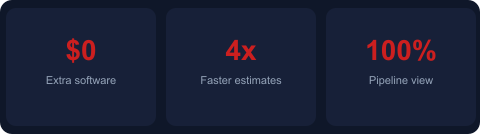 $0
Extra software
4x
Faster estimates
100%
Pipeline view